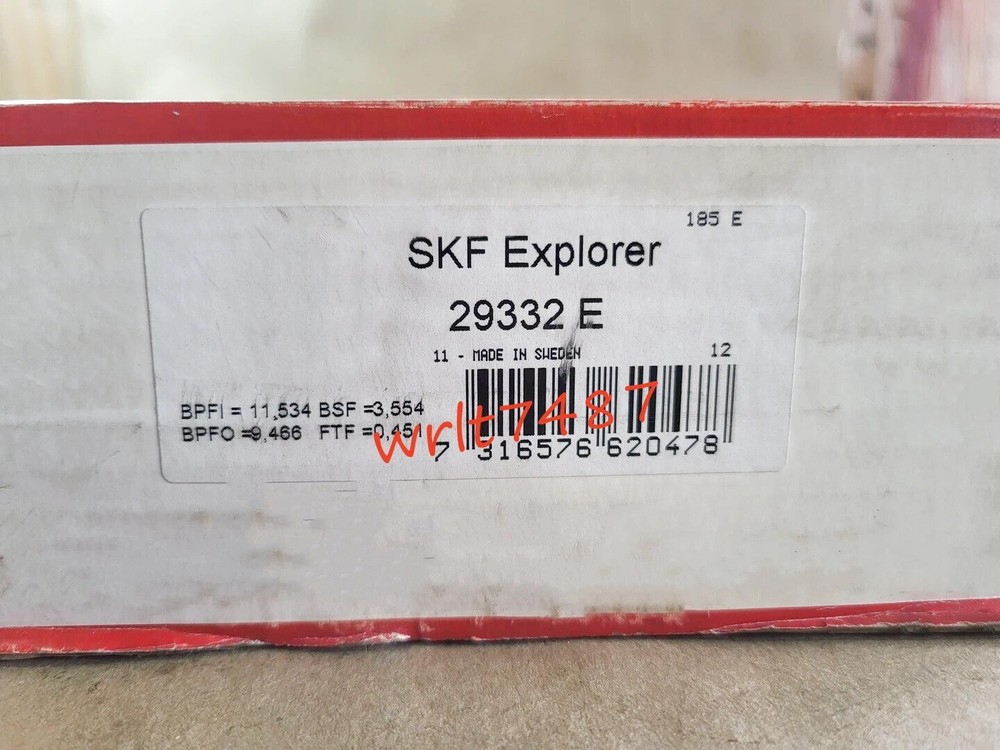 185 E
SKF Explorer
29332 E
11 - MADE IN SWEDEN
12
BPFI = 11,534 BSF =3,554
BPFO =9,466 FTF =0,451
wrlt7487
7 316576 620478